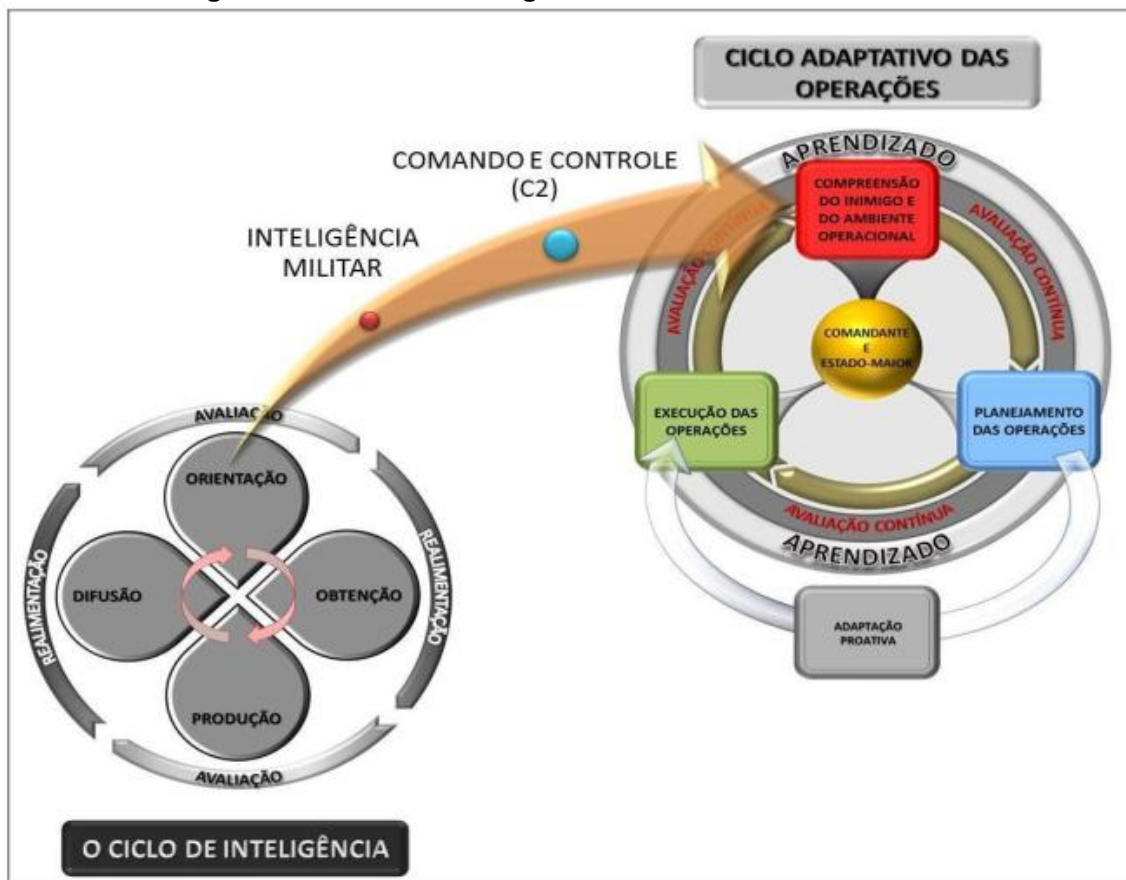 CICLO ADAPTATIVO DAS
OPERAÇÕES
APRENDIZADO
COMPREENSÃO
DO INIMIGO E
DO AMBIENTE
OPERACIONAL
AVALIAÇÃO CONTÍNUA
AVALIAÇÃO CONTÍNUA
COMANDO E CONTROLE
(C2)
INTELIGÊNCIA
MILITAR
COMANDANTE
E
ESTADO-MAIOR
EXECUÇÃO DAS
OPERAÇÕES
PLANEJAMENTO
DAS OPERAÇÕES
AVALIAÇÃO CONTÍNUA
APRENDIZADO
ADAPTAÇÃO
PROATIVA
AVALIAÇÃO
ORIENTAÇÃO
REALIMENTAÇÃO
DIFUSÃO
OBTENÇÃO
REALIMENTAÇÃO
PRODUÇÃO
AVALIAÇÃO
O CICLO DE INTELIGÊNCIA